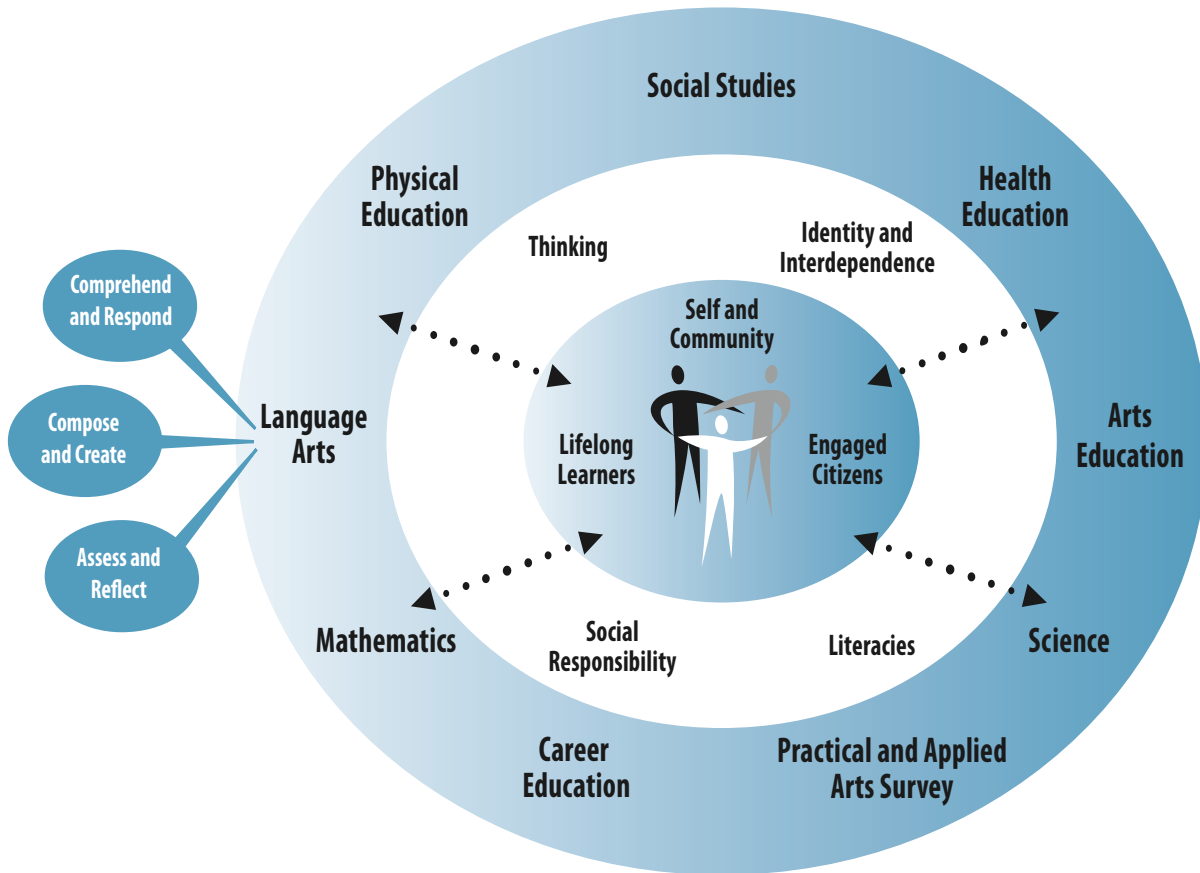 Social Studies
Physical
Education
Health
Education
Thinking
Identity and
Interdependence
Comprehend
and Respond
Self and
Community
Compose
and Create
Language
Arts
Lifelong
Learners
Engaged
Citizens
Arts
Education
Assess and
Reflect
Mathematics
Social
Responsibility
Literacies
Science
Career
Education
Practical and Applied
Arts Survey